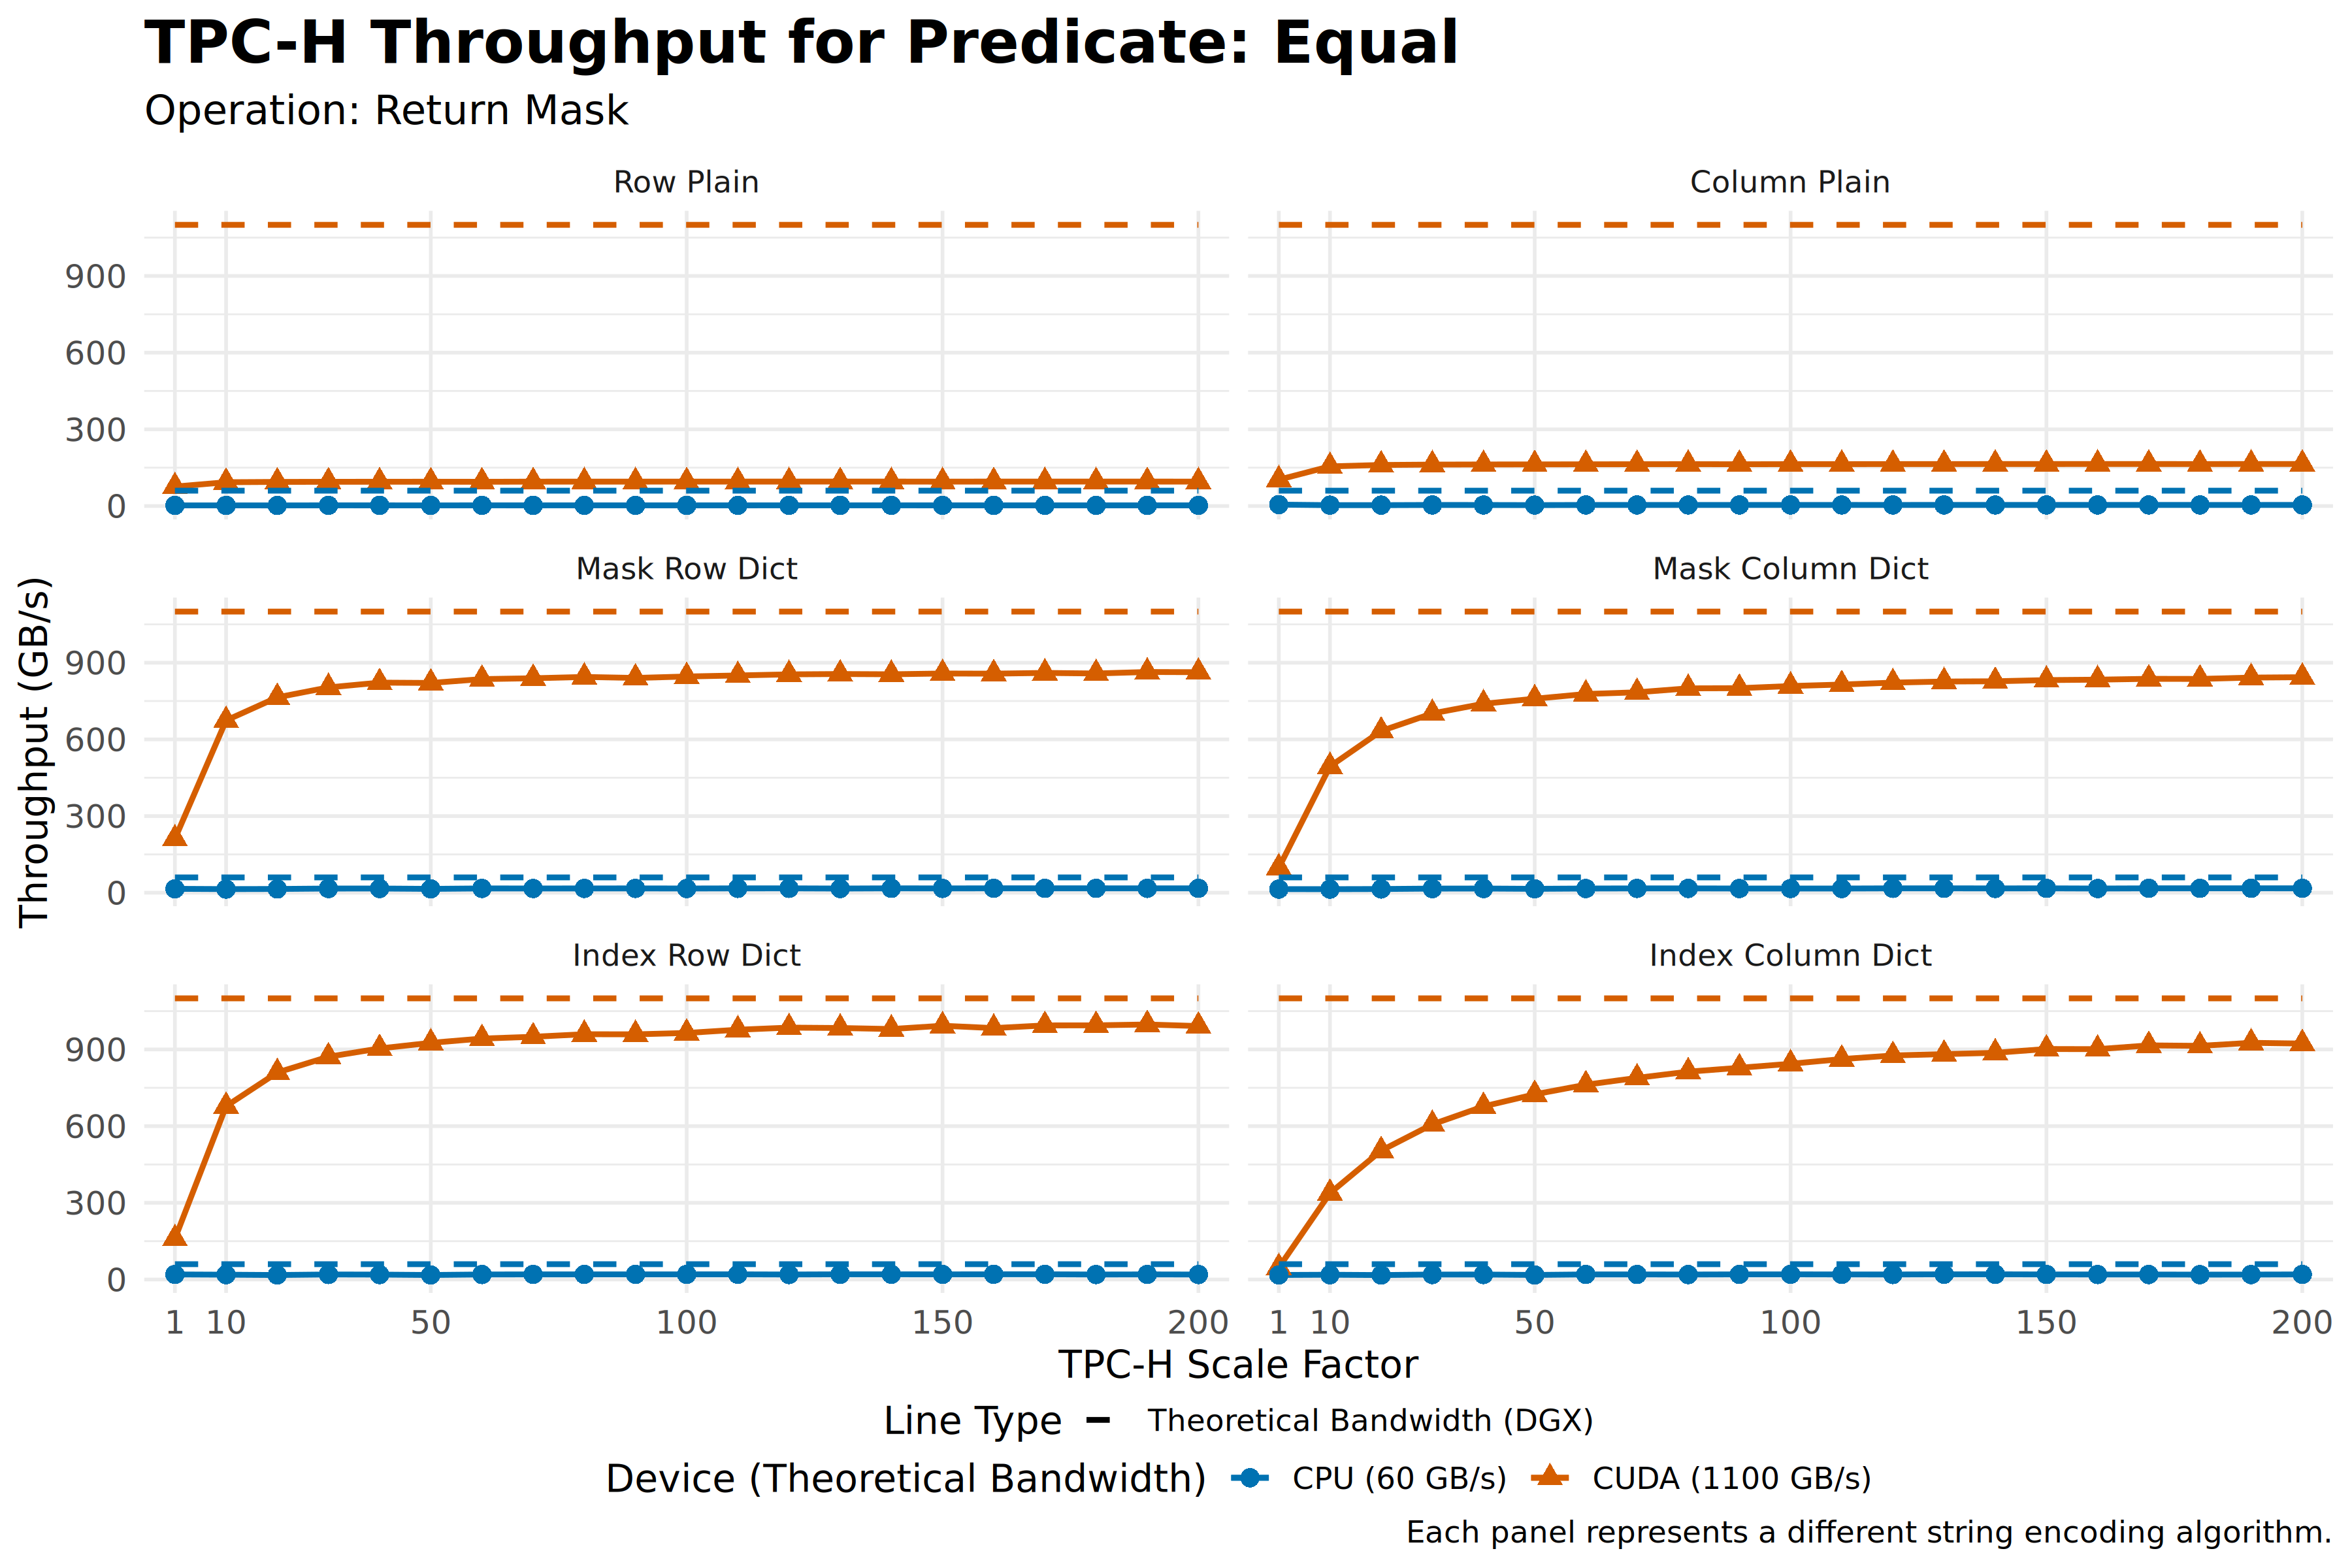 TPC-H Throughput for Predicate: Equal
Operation: Return Mask
Row Plain
Column Plain
900
600
300
0
Mask Row Dict
Mask Column Dict
Throughput (GB/s)
900
600
300
0
Index Row Dict
Index Column Dict
900
600
300
0
1 10 50 100 150 200
1 10 50 100 150 200
TPC-H Scale Factor
Line Type Theoretical Bandwidth (DGX)
Device (Theoretical Bandwidth) CPU (60 GB/s) CUDA (1100 GB/s)
Each panel represents a different string encoding algorithm.